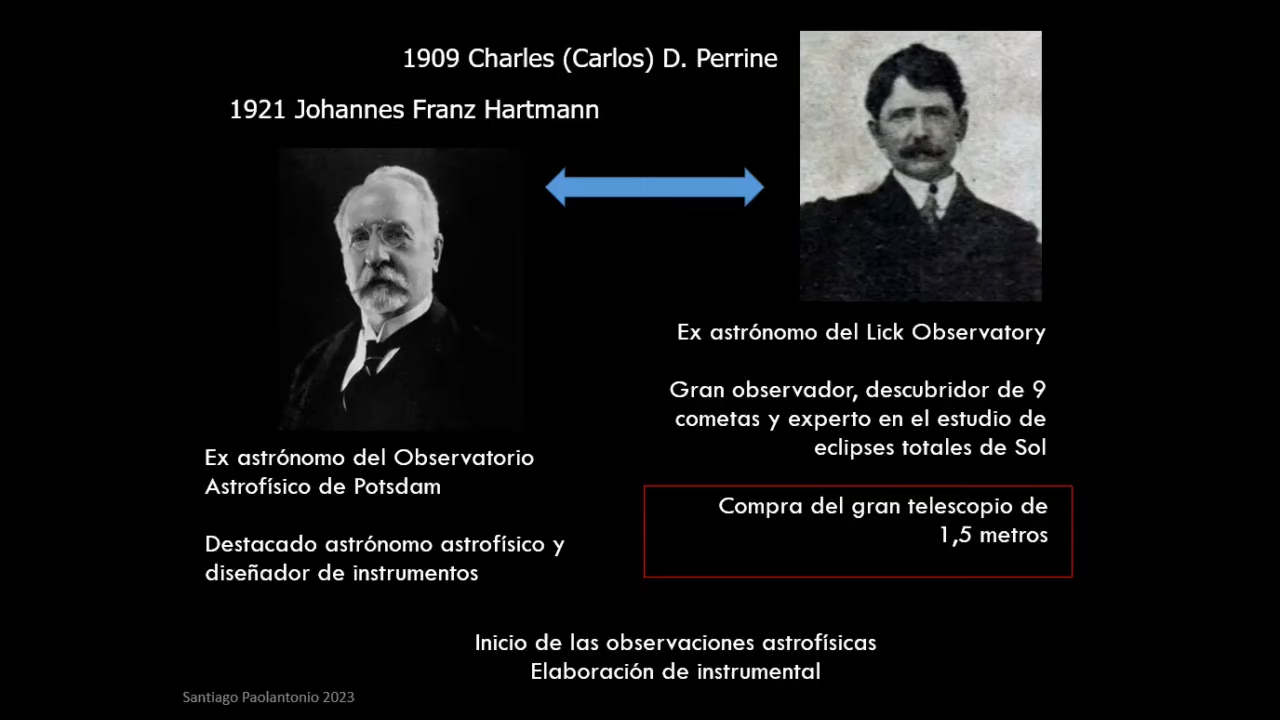 1909 Charles (Carlos) D. Perrine
1921 Johannes Franz Hartmann
Ex astrónomo del Lick Observatory
Gran observador, descubridor de 9
cometas y experto en el estudio de
eclipses totales de Sol
Ex astrónomo del Observatorio
Astrofísico de Potsdam
Compra del gran telescopio de
1,5 metros
Destacado astrónomo astrofísico y
diseñador de instrumentos
Inicio de las observaciones astrofísicas
Elaboración de instrumental
Santiago Paolantonio 2023